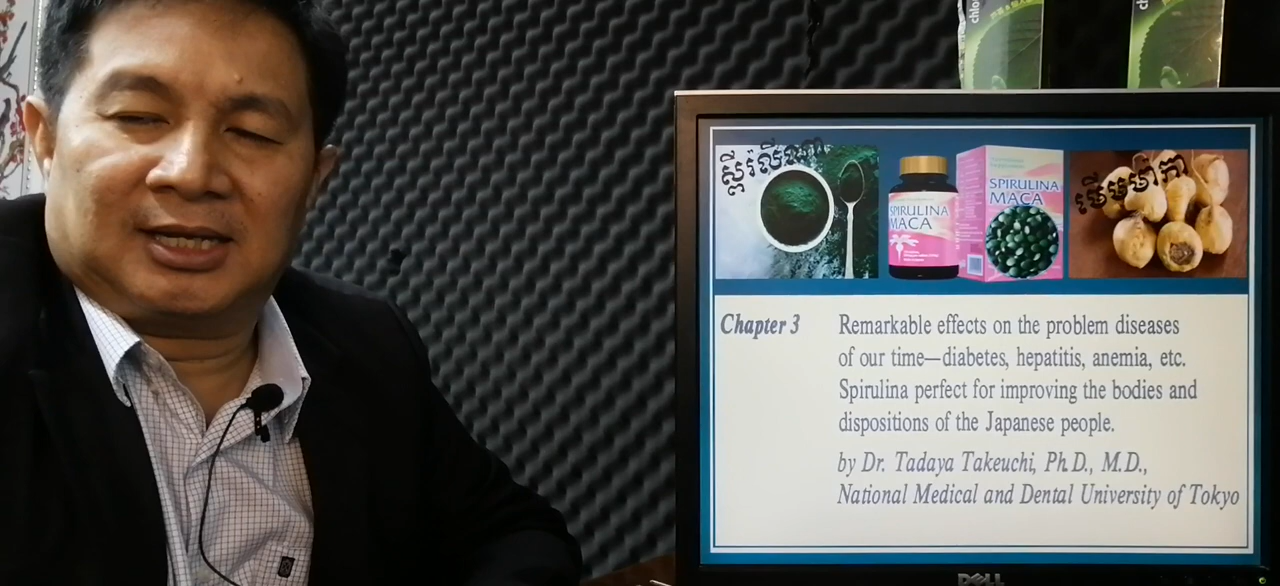 chlo
chl
ស្ពីរូលីណា
SPIRULINA
MACA
SPIRULINA
MACA
មើមម៉ាកា
Chapter 3
Remarkable effects on the problem diseases
of our time—diabetes, hepatitis, anemia, etc.
Spirulina perfect for improving the bodies and
dispositions of the Japanese people.
by Dr. Tadaya Takeuchi, Ph.D., M.D.,
National Medical and Dental University of Tokyo
DELL